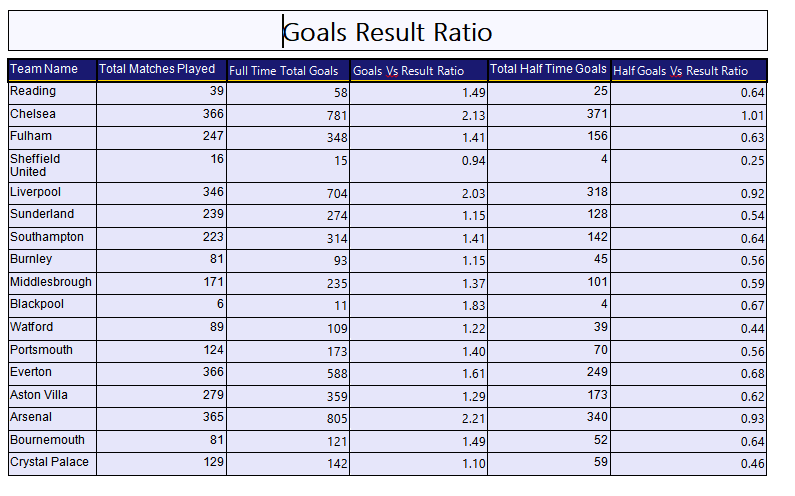 Goals Result Ratio
Team Name Total Matches Played Full Time Total Goals Goals Vs Result Ratio Total Half Time Goals Half Goals Vs Result Ratio
Reading 39 58 1.49 25 0.64
Chelsea 366 781 2.13 371 1.01
Fulham 247 348 1.41 156 0.63
Sheffield 16 15 0.94 4 0.25
United
Liverpool 346 704 2.03 318 0.92
Sunderland 239 274 1.15 128 0.54
Southampton 223 314 1.41 142 0.64
Burnley 81 93 1.15 45 0.56
Middlesbrough 171 235 1.37 101 0.59
Blackpool 6 11 1.83 4 0.67
Watford 89 109 1.22 39 0.44
Portsmouth 124 173 1.40 70 0.56
Everton 366 588 1.61 249 0.68
Aston Villa 279 359 1.29 173 0.62
Arsenal 365 805 2.21 340 0.93
Bournemouth 81 121 1.49 52 0.64
Crystal Palace 129 142 1.10 59 0.46